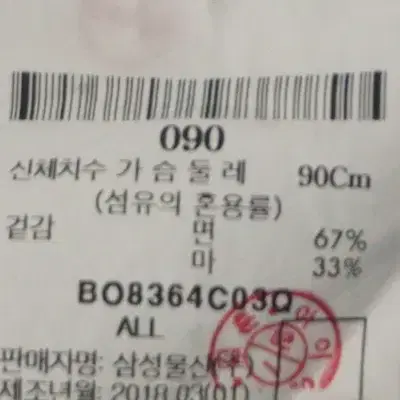 090
신체치수 가 슴 둘 레 90Cm
(섬유의 혼용률)
겉감 면 67%
마 33%
BO8364C03Q
ALL
판매자명: 삼성물산(주)
제조년월: 2018.03(01)